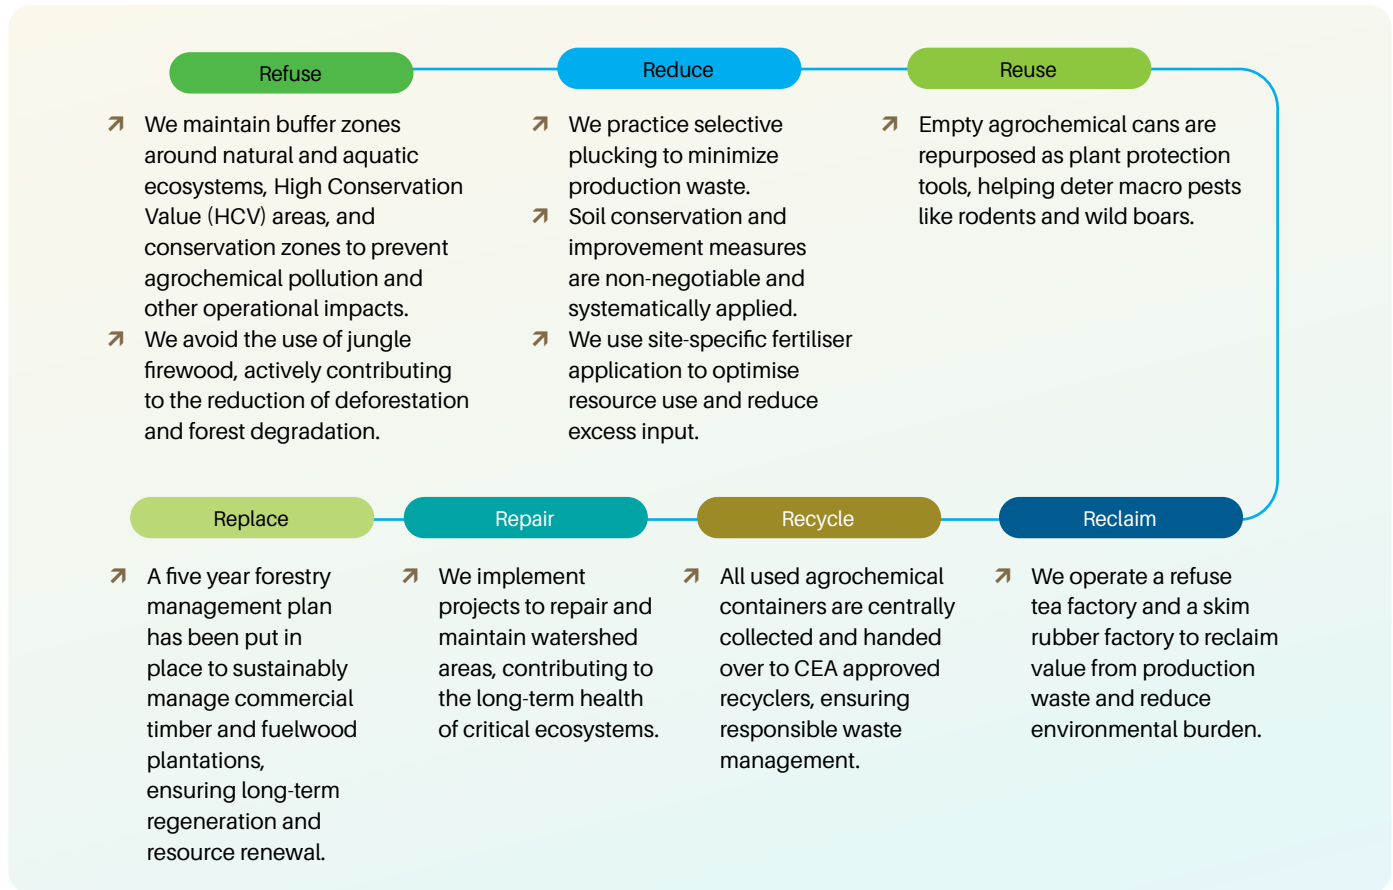 Refuse
We maintain buffer zones
around natural and aquatic
ecosystems, High Conservation
Value (HCV) areas, and
conservation zones to prevent
agrochemical pollution and
other operational impacts.
We avoid the use of jungle
firewood, actively contributing
to the reduction of deforestation
and forest degradation.
Reduce
We practice selective
plucking to minimize
production waste.
Soil conservation and
improvement measures
are non-negotiable and
systematically applied.
We use site-specific fertiliser
application to optimise
resource use and reduce
excess input.
Reuse
Empty agrochemical cans are
repurposed as plant protection
tools, helping deter macro pests
like rodents and wild boars.
Replace
A five year forestry
management plan
has been put in
place to sustainably
manage commercial
timber and fuelwood
plantations,
ensuring long-term
regeneration and
resource renewal.
Repair
We implement
projects to repair and
maintain watershed
areas, contributing to
the long-term health
of critical ecosystems.
Recycle
All used agrochemical
containers are centrally
collected and handed
over to CEA approved
recyclers, ensuring
responsible waste
management.
Reclaim
We operate a refuse
tea factory and a skim
rubber factory to reclaim
value from production
waste and reduce
environmental burden.